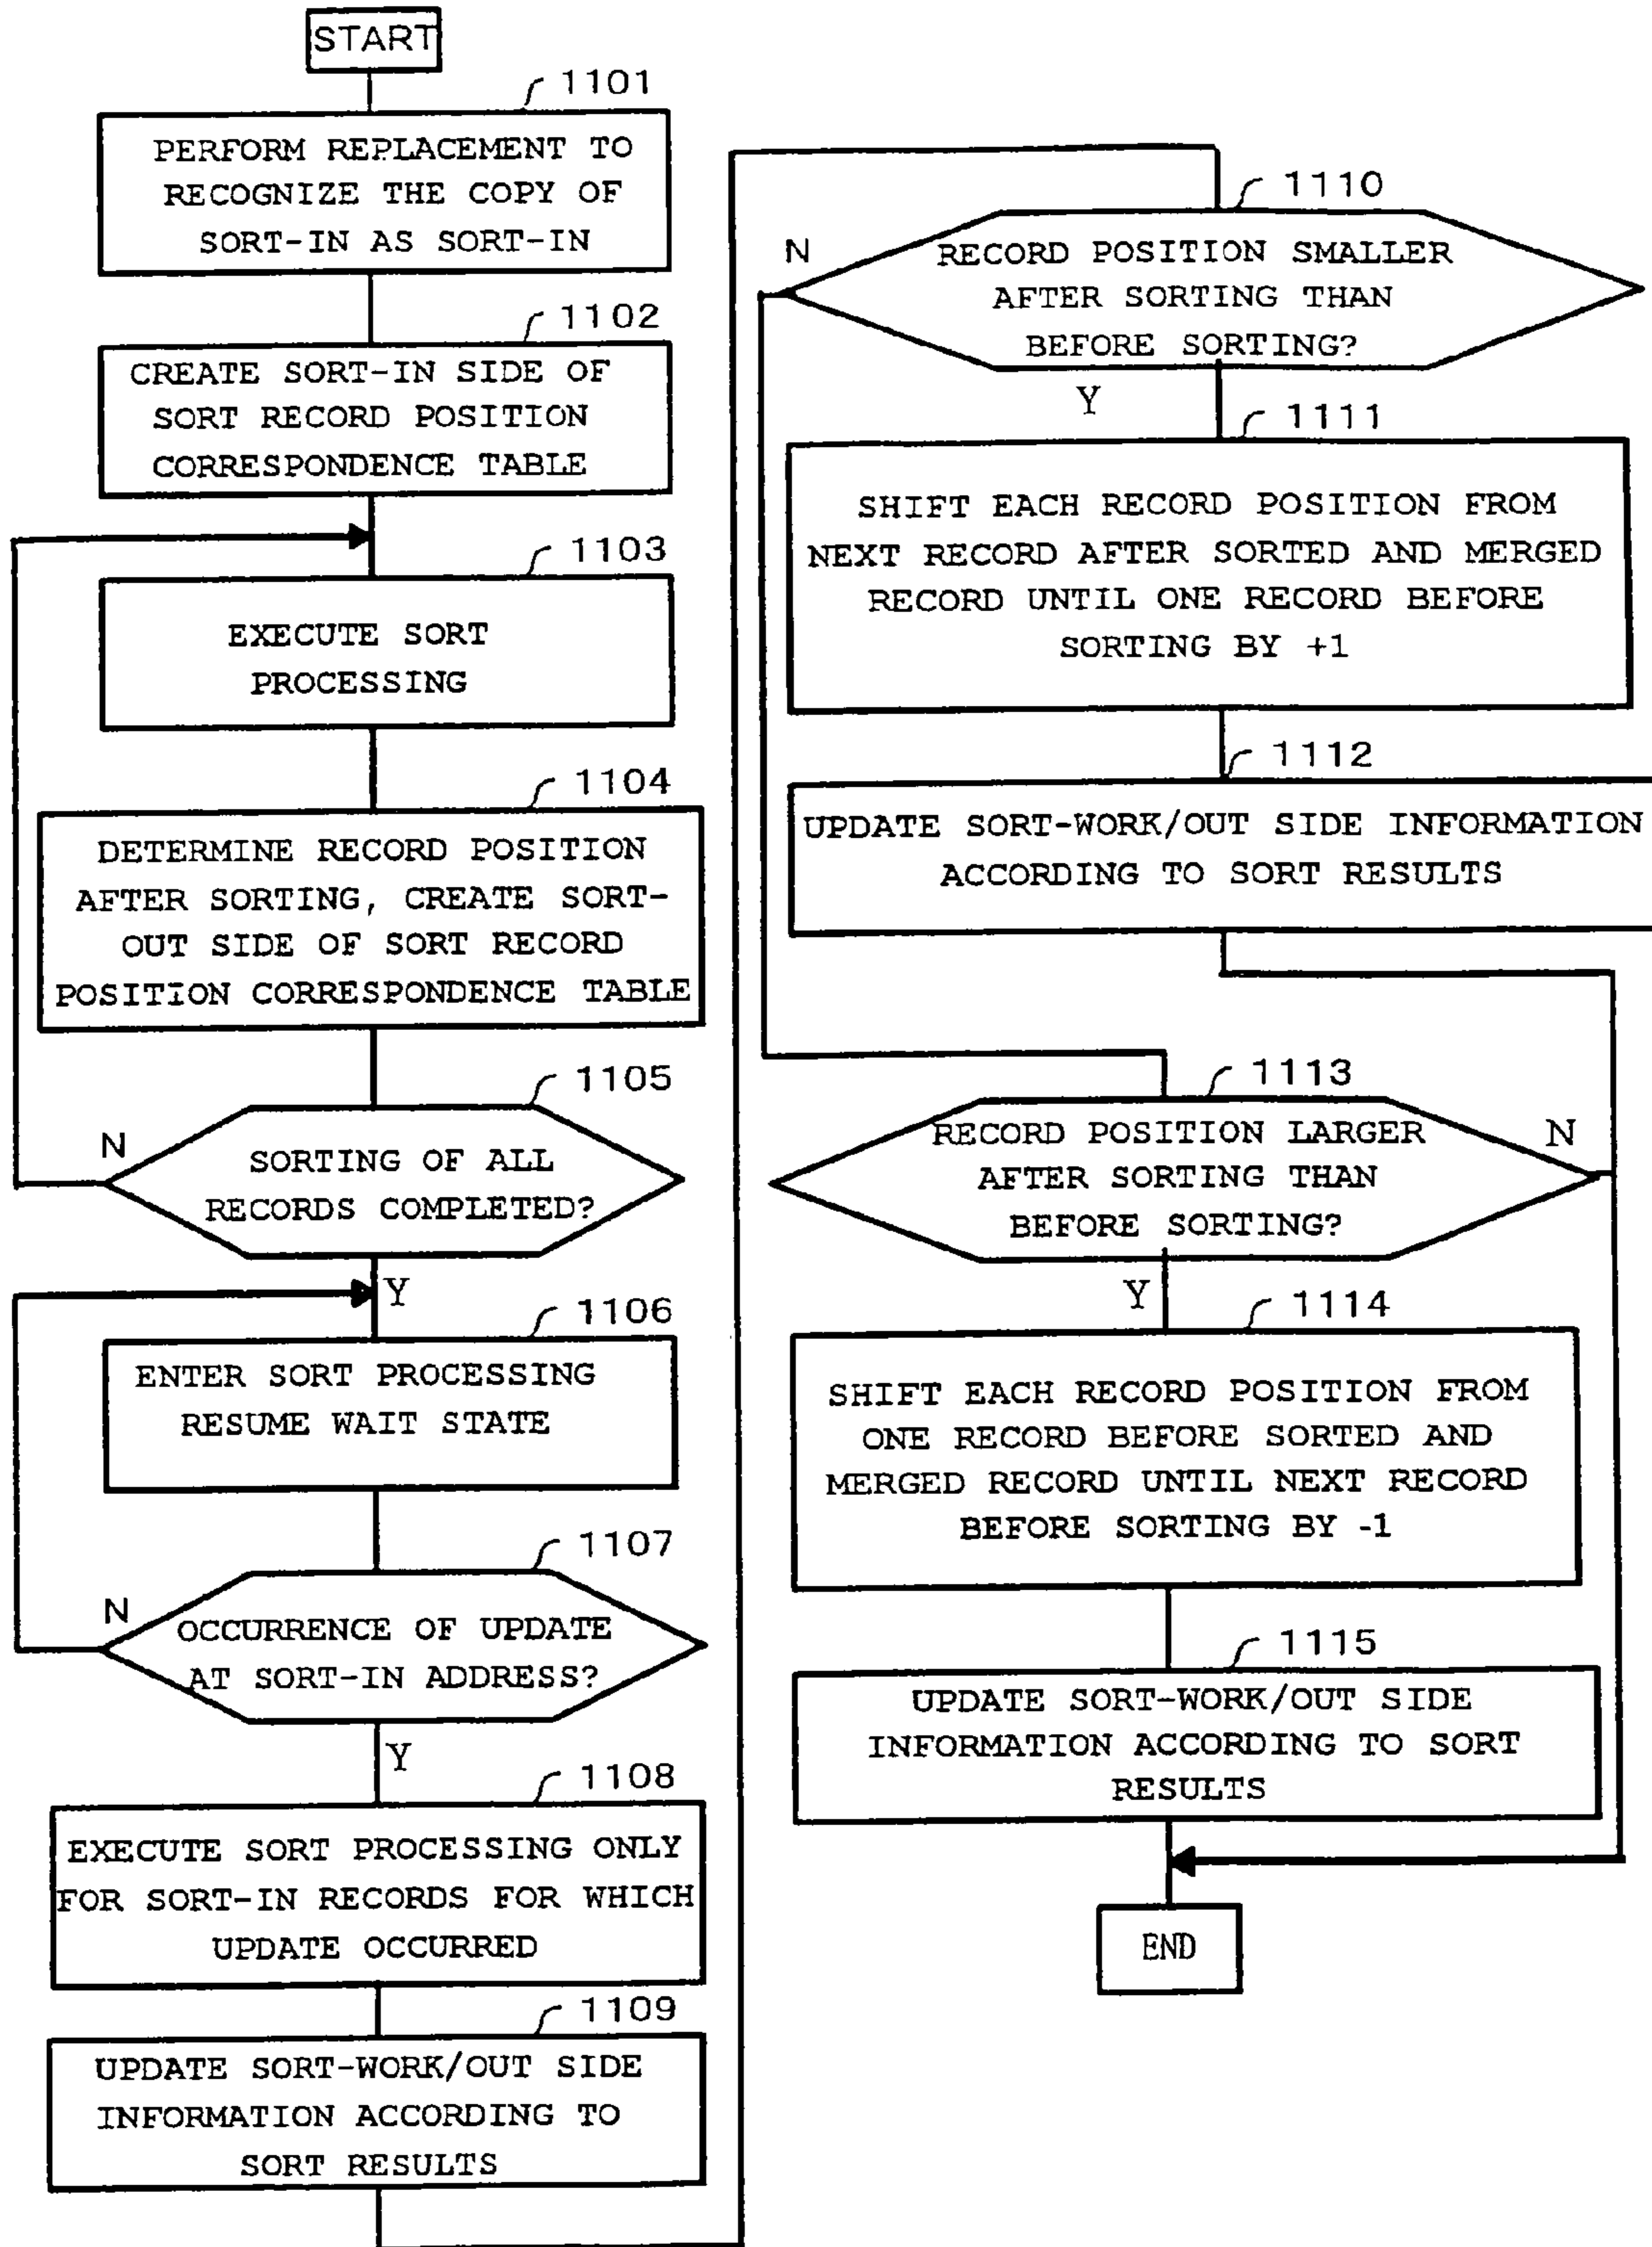 START
1101
PERFORM REPLACEMENT TO
RECOGNIZE THE COPY OF
SORT-IN AS SORT-IN
1102
CREATE SORT-IN SIDE OF
SORT RECORD POSITION
CORRESPONDENCE TABLE
1103
EXECUTE SORT
PROCESSING
1104
DETERMINE RECORD POSITION
AFTER SORTING, CREATE SORT-
OUT SIDE OF SORT RECORD
POSITION CORRESPONDENCE TABLE
1105
N
SORTING OF ALL
RECORDS COMPLETED?
Y
1106
ENTER SORT PROCESSING
RESUME WAIT STATE
1107
N
OCCURRENCE OF UPDATE
AT SORT-IN ADDRESS?
Y
1108
EXECUTE SORT PROCESSING ONLY
FOR SORT-IN RECORDS FOR WHICH
UPDATE OCCURRED
1109
UPDATE SORT-WORK/OUT SIDE
INFORMATION ACCORDING TO
SORT RESULTS
1110
N
RECORD POSITION SMALLER
AFTER SORTING THAN
BEFORE SORTING?
Y
1111
SHIFT EACH RECORD POSITION FROM
NEXT RECORD AFTER SORTED AND MERGED
RECORD UNTIL ONE RECORD BEFORE
SORTING BY +1
1112
UPDATE SORT-WORK/OUT SIDE INFORMATION
ACCORDING TO SORT RESULTS
1113
RECORD POSITION LARGER
N
AFTER SORTING THAN
BEFORE SORTING?
Y
1114
SHIFT EACH RECORD POSITION FROM
ONE RECORD BEFORE SORTED AND
MERGED RECORD UNTIL NEXT RECORD
BEFORE SORTING BY -1
1115
UPDATE SORT-WORK/OUT SIDE
INFORMATION ACCORDING TO SORT
RESULTS
END